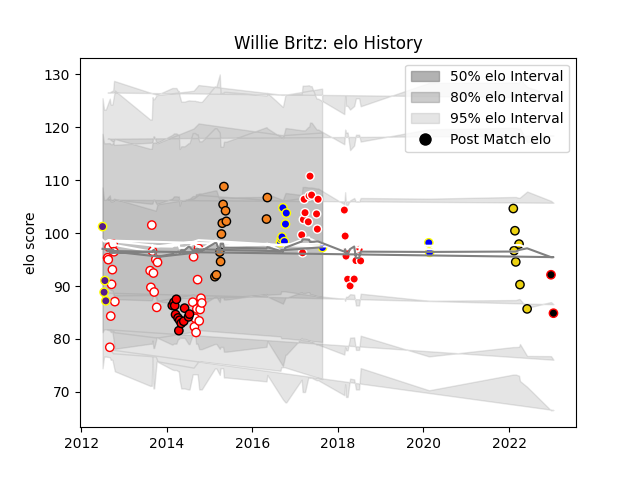 Willie Britz: elo History
50% elo Interval
80% elo Interval
95% elo Interval
Post Match elo
elo score
130
120
110
100
90
80
70
2012
2014
2016
2018
2020
2022